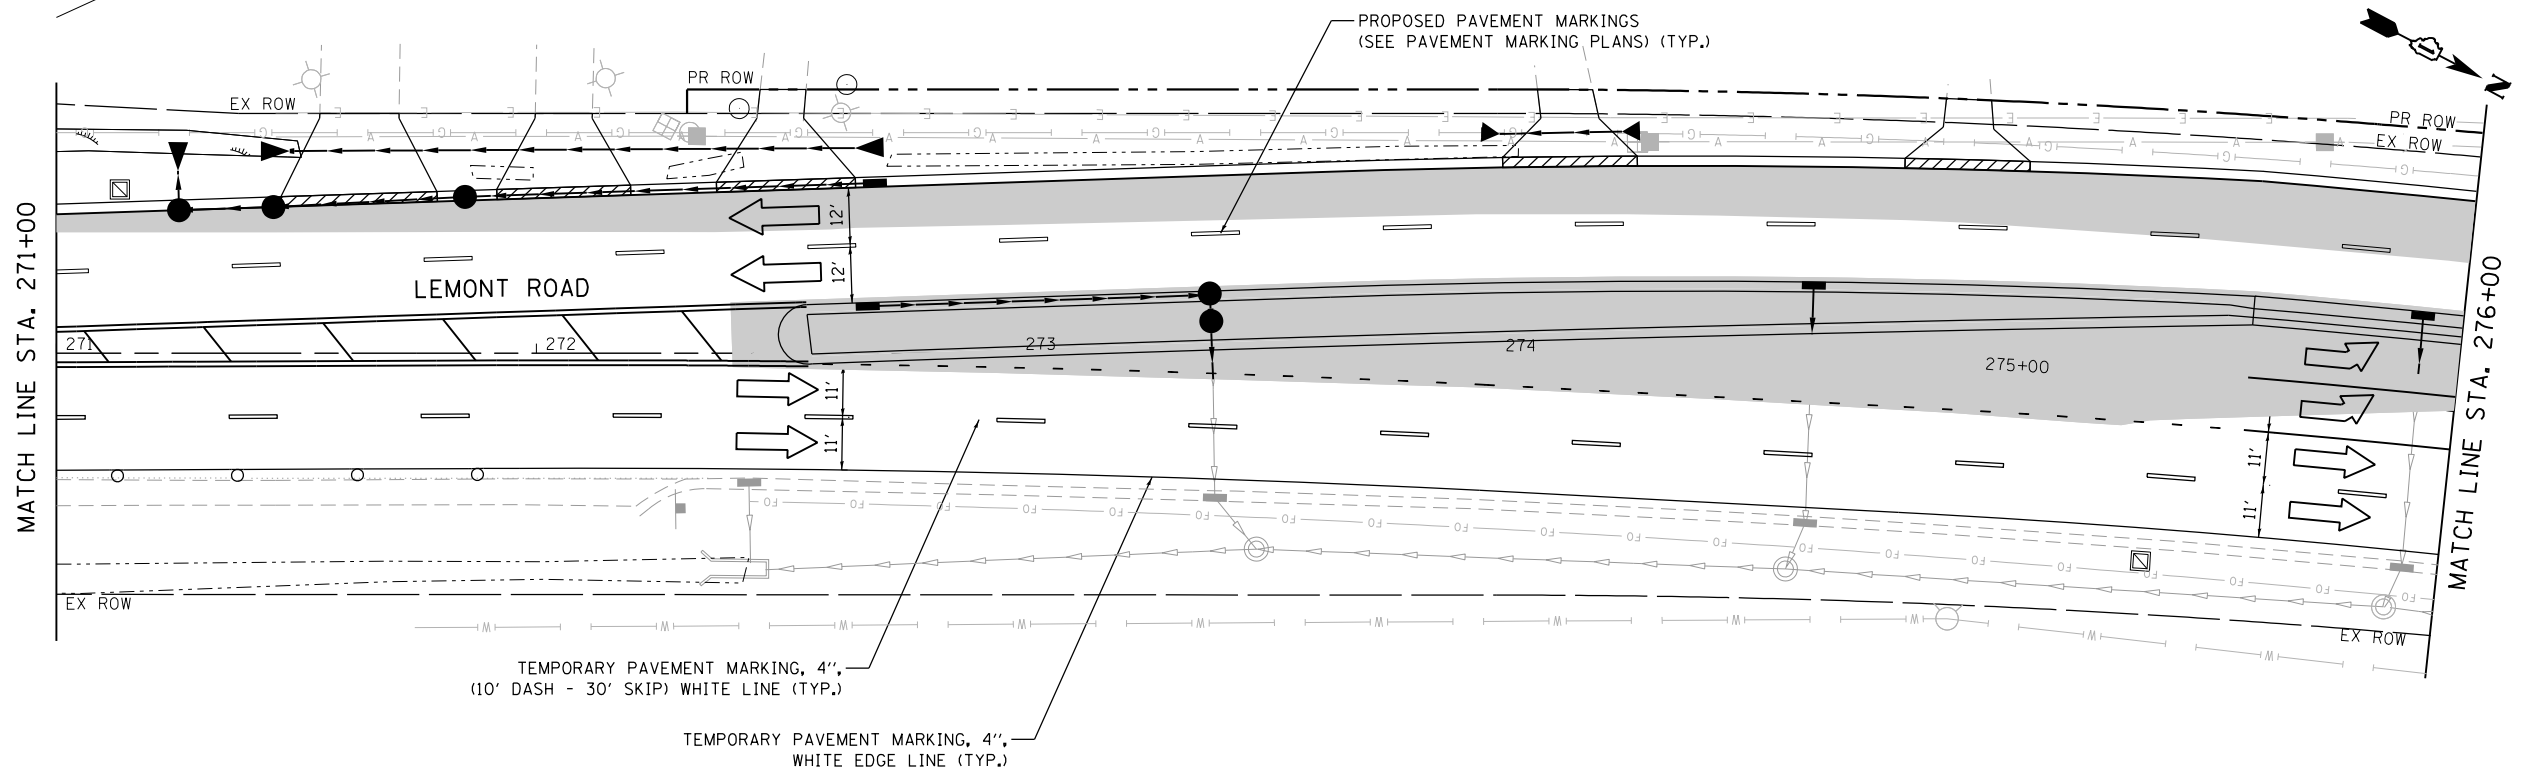 PROPOSED PAVEMENT MARKINGS
(SEE PAVEMENT MARKING PLANS) (TYP.)
N
PR ROW
EX ROW
PR ROW
EX ROW
MATCH LINE STA. 271+00
12'
12'
LEMONT ROAD
271
272
273
274
275+00
11'
11'
11'
11'
MATCH LINE STA. 276+00
EX ROW
EX ROW
TEMPORARY PAVEMENT MARKING, 4'',
(10' DASH - 30' SKIP) WHITE LINE (TYP.)
TEMPORARY PAVEMENT MARKING, 4'',
WHITE EDGE LINE (TYP.)